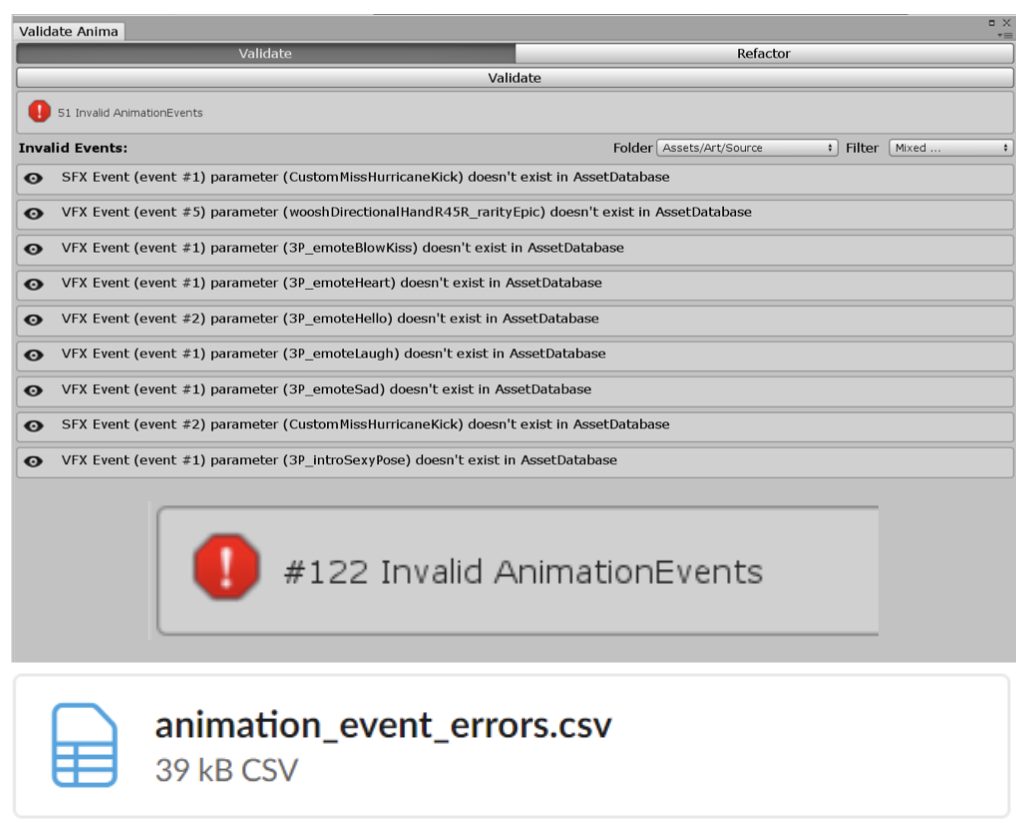 Validate Anima
Validate Refactor
Validate
51 Invalid AnimationEvents
Invalid Events: Folder Assets/Art/Source Filter Mixed ...
SFX Event (event #1) parameter (CustomMissHurricaneKick) doesn't exist in AssetDatabase
VFX Event (event #5) parameter (wooshDirectionalHandR45R_rarityEpic) doesn't exist in AssetDatabase
VFX Event (event #1) parameter (3P_emoteBlowKiss) doesn't exist in AssetDatabase
VFX Event (event #1) parameter (3P_emoteHeart) doesn't exist in AssetDatabase
VFX Event (event #2) parameter (3P_emoteHello) doesn't exist in AssetDatabase
VFX Event (event #1) parameter (3P_emoteLaugh) doesn't exist in AssetDatabase
VFX Event (event #1) parameter (3P_emoteSad) doesn't exist in AssetDatabase
SFX Event (event #2) parameter (CustomMissHurricaneKick) doesn't exist in AssetDatabase
VFX Event (event #1) parameter (3P_introSexyPose) doesn't exist in AssetDatabase
#122 Invalid AnimationEvents
animation_event_errors.csv
39 kB CSV